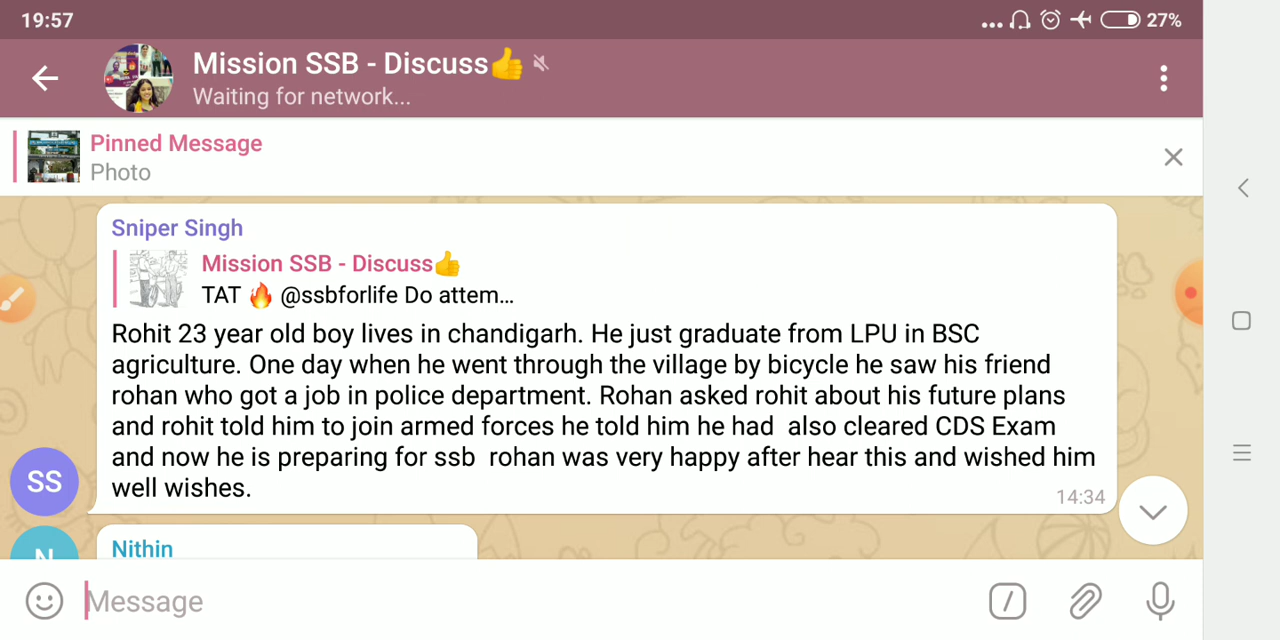 19:57
27%
Mission SSB - Discuss👍
Waiting for network...
Pinned Message
Photo
Sniper Singh
Mission SSB - Discuss👍
TAT 🔥 @ssbforlife Do attem...
Rohit 23 year old boy lives in chandigarh. He just graduate from LPU in BSC
agriculture. One day when he went through the village by bicycle he saw his friend
rohan who got a job in police department. Rohan asked rohit about his future plans
and rohit told him to join armed forces he told him he had  also cleared CDS Exam
and now he is preparing for ssb  rohan was very happy after hear this and wished him
well wishes.
14:34
SS
N
Nithin
Message